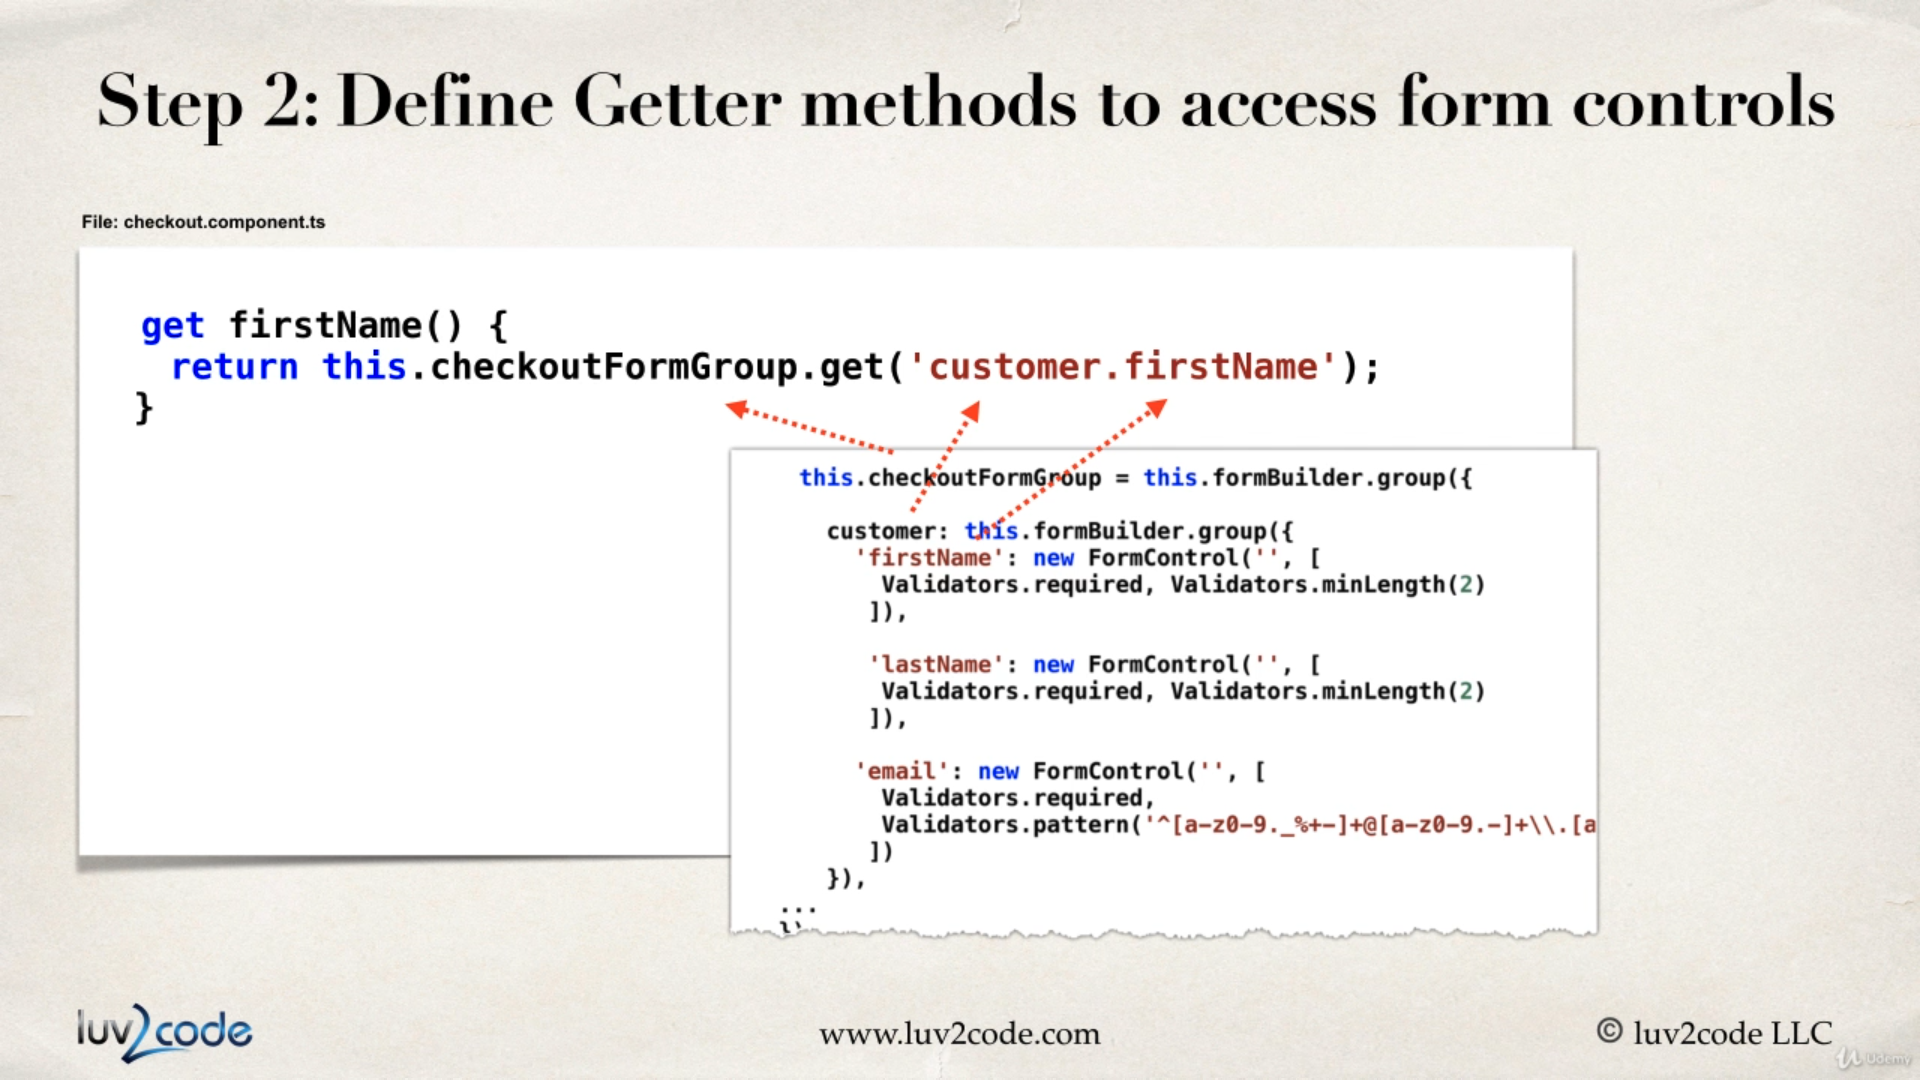 Step 2: Define Getter methods to access form controls
File: checkout.component.ts
get firstName() {
return this.checkoutFormGroup.get('customer.firstName');
}
this.checkoutFormGroup = this.formBuilder.group({
customer: this.formBuilder.group({
'firstName': new FormControl('', [
Validators.required, Validators.minLength(2)
]),
'lastName': new FormControl('', [
Validators.required, Validators.minLength(2)
]),
'email': new FormControl('', [
Validators.required,
Validators.pattern('^[a-z0-9._%+-]+@[a-z0-9.-]+\\.[a
])
}),
...
luv2code
www.luv2code.com
© luv2code LLC
Udemy